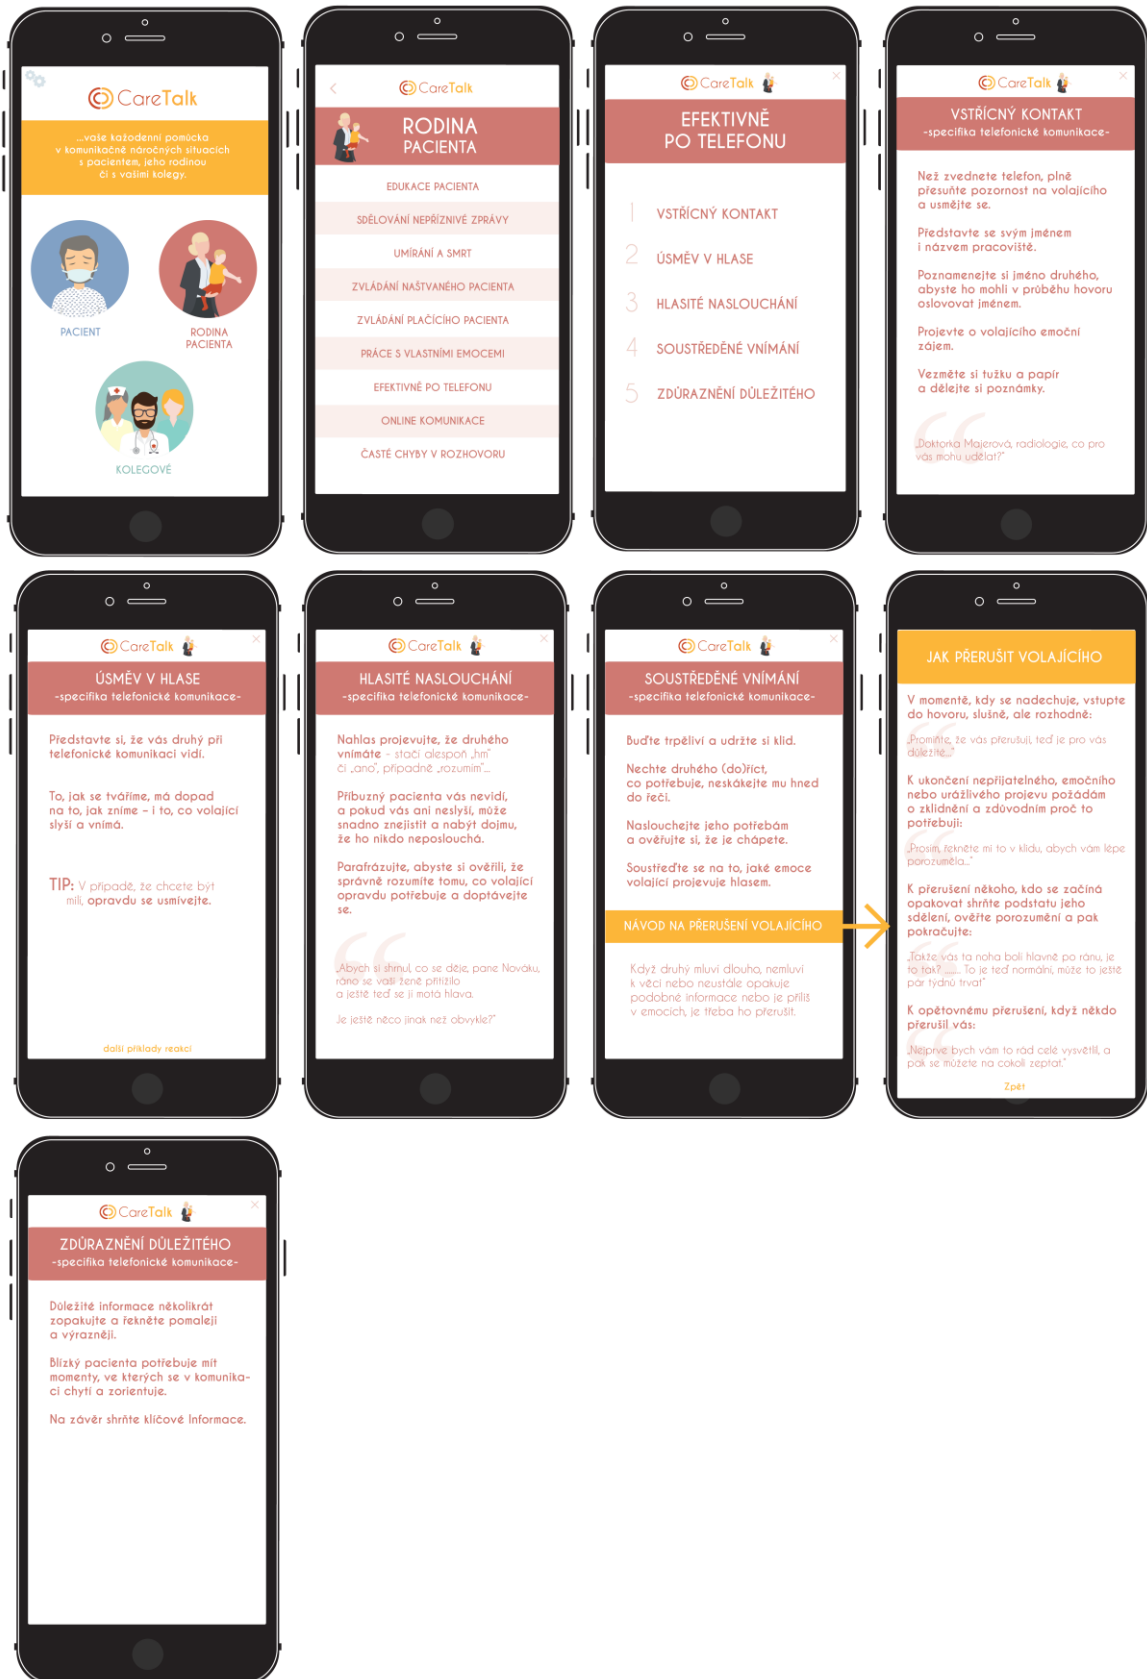 CareTalk
...vaše každodenní pomůcka
v komunikačně náročných situacích
s pacientem, jeho rodinou
či s vašimi kolegy.
PACIENT
RODINA
PACIENTA
KOLEGOVÉ
CareTalk
RODINA
PACIENTA
EDUKACE PACIENTA
SDĚLOVÁNÍ NEPŘÍZNIVÉ ZPRÁVY
UMÍRÁNÍ A SMRT
ZVLÁDÁNÍ NAŠTVANÉHO PACIENTA
ZVLÁDÁNÍ PLAČÍCÍHO PACIENTA
PRÁCE S VLASTNÍMI EMOCEMI
EFEKTIVNĚ PO TELEFONU
ONLINE KOMUNIKACE
ČASTÉ CHYBY V ROZHOVORU
CareTalk
EFEKTIVNĚ
PO TELEFONU
1 VSTŘÍCNÝ KONTAKT
2 ÚSMĚV V HLASE
3 HLASITÉ NASLOUCHÁNÍ
4 SOUSTŘEDĚNÉ VNÍMÁNÍ
5 ZDŮRAZNĚNÍ DŮLEŽITÉHO
CareTalk
VSTŘÍCNÝ KONTAKT
-specifika telefonické komunikace-
Než zvednete telefon, plně
přesuňte pozornost na volajícího
a usmějte se.
Představte se svým jménem
i názvem pracoviště.
Poznamenejte si jméno druhého,
abyste ho mohli v průběhu hovoru
oslovovat jménem.
Projevte o volajícího emoční
zájem.
Vezměte si tužku a papír
a dělejte si poznámky.
„Doktorka Majerová, radiologie, co pro
vás mohu udělat?"
CareTalk
ÚSMĚV V HLASE
-specifika telefonické komunikace-
Představte si, že vás druhý při
telefonické komunikaci vidí.
To, jak se tváříme, má dopad
na to, jak zníme – i to, co volající
slyší a vnímá.
TIP: V případě, že chcete být
milí, opravdu se usmívejte.
další příklady reakcí
CareTalk
HLASITÉ NASLOUCHÁNÍ
-specifika telefonické komunikace-
Nahlas projevujte, že druhého
vnímáte - stačí alespoň „hm"
či „ano", případně „rozumím"...
Příbuzný pacienta vás nevidí,
a pokud vás ani neslyší, může
snadno znejistit a nabýt dojmu,
že ho nikdo neposlouchá.
Parafrázujte, abyste si ověřili, že
správně rozumíte tomu, co volající
opravdu potřebuje a doptávejte
se.
„Abych si shrnul, co se děje, pane Nováku,
ráno se vaší ženě přitížilo
a ještě teď se jí motá hlava.
Je ještě něco jinak než obvykle?"
CareTalk
SOUSTŘEDĚNÉ VNÍMÁNÍ
-specifika telefonické komunikace-
Buďte trpěliví a udržte si klid.
Nechte druhého (do)říct,
co potřebuje, neskákejte mu hned
do řeči.
Naslouchejte jeho potřebám
a ověřujte si, že je chápete.
Soustřeďte se na to, jaké emoce
volající projevuje hlasem.
NÁVOD NA PŘERUŠENÍ VOLAJÍCÍHO
Když druhý mluví dlouho, nemluví
k věci nebo neustále opakuje
podobné informace nebo je příliš
v emocích, je třeba ho přerušit.
JAK PŘERUŠIT VOLAJÍCÍHO
V momentě, kdy se nadechuje, vstupte
do hovoru, slušně, ale rozhodně:
„Promiňte, že vás přerušuji, teď je pro vás
důležité..."
K ukončení nepřijatelného, emočního
nebo urážlivého projevu požádám
o zklidnění a zdůvodním proč to
potřebuji:
„Prosím, řekněte mi to v klidu, abych vám lépe
porozuměla..."
K přerušení někoho, kdo se začíná
opakovat shrňte podstatu jeho
sdělení, ověřte porozumění a pak
pokračujte:
„Takže vás ta noha bolí hlavně po ránu, je
to tak? ...... To je teď normální, může to ještě
pár týdnů trvat"
K opětovnému přerušení, když někdo
přerušil vás:
„Nejprve bych vám to rád celé vysvětlil, a
pak se můžete na cokoli zeptat."
Zpět
CareTalk
ZDŮRAZNĚNÍ DŮLEŽITÉHO
-specifika telefonické komunikace-
Důležité informace několikrát
zopakujte a řekněte pomaleji
a výrazněji.
Blízký pacienta potřebuje mít
momenty, ve kterých se v komunika-
ci chytí a zorientuje.
Na závěr shrňte klíčové Informace.